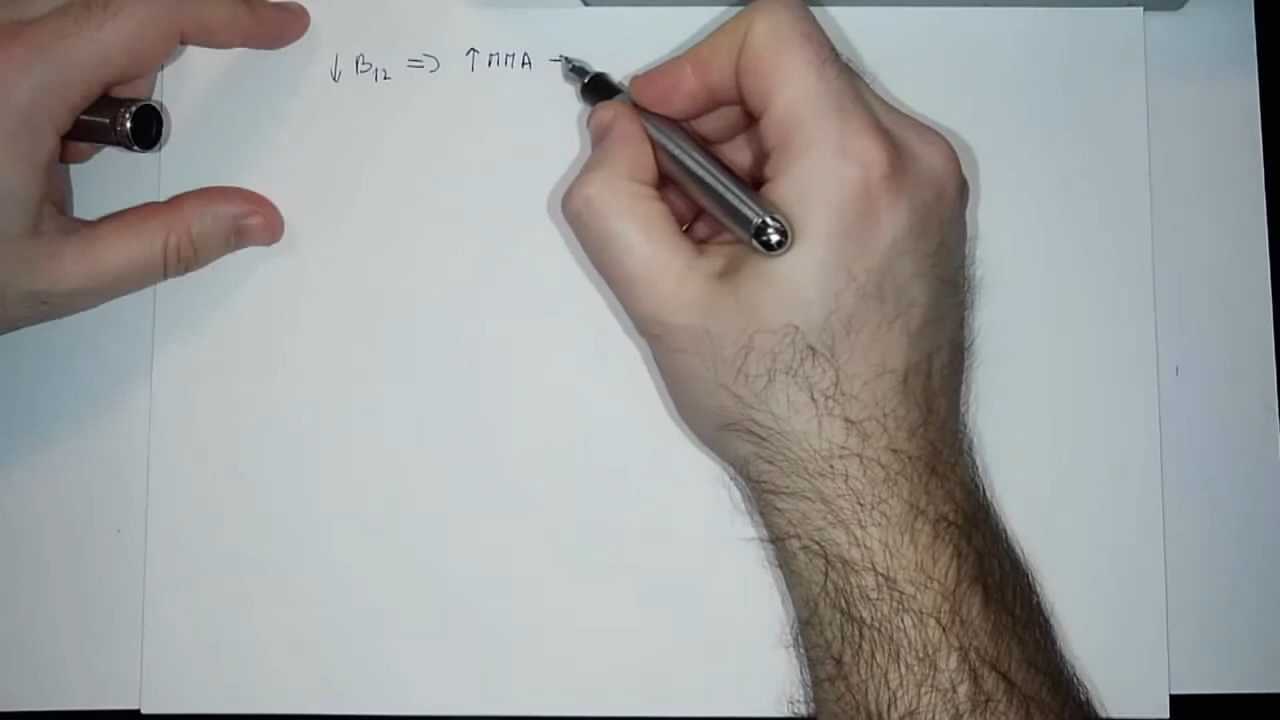 ↓ B12 => ↑ MMA -